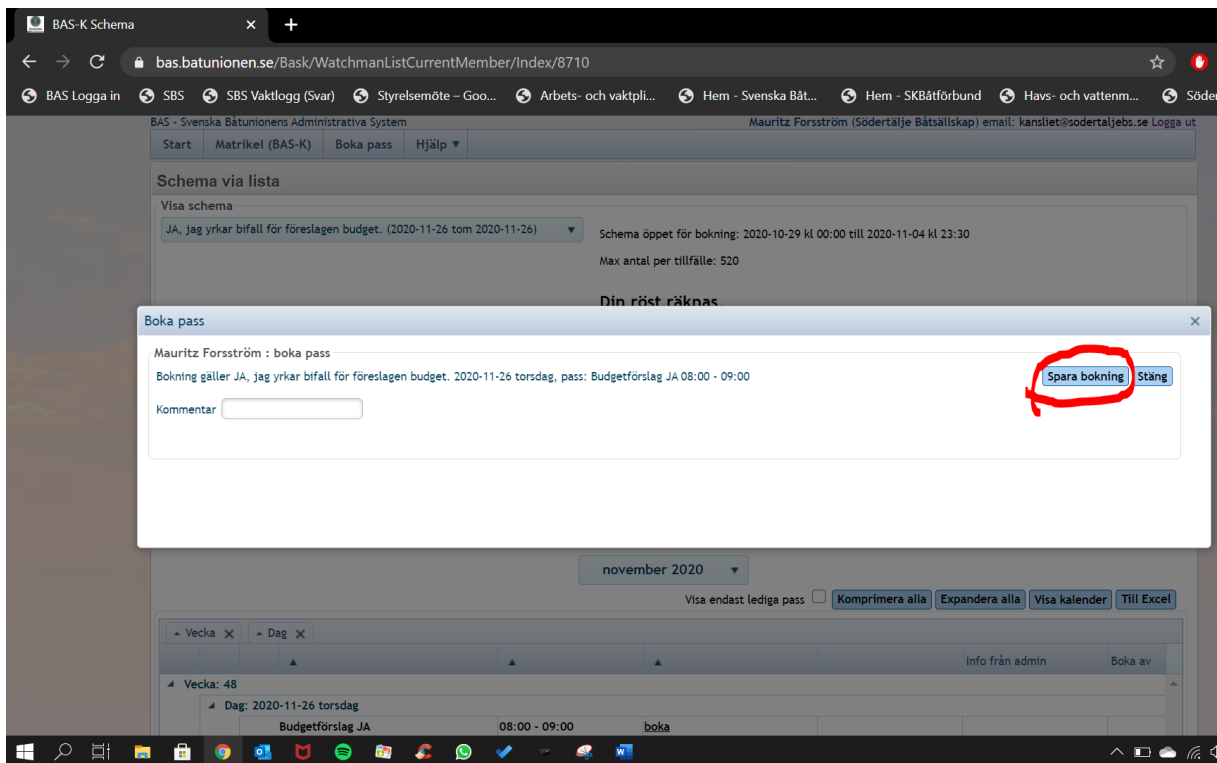 BAS-K Schema
bas.batunionen.se/Bask/WatchmanListCurrentMember/Index/8710
BAS Logga in SBS SBS Vaktlogg (Svar) Styrelsemöte – Goo... Arbets- och vaktpli... Hem - Svenska Båt... Hem - SKBåtförbund Havs- och vattenm... Söder
BAS - Svenska Båtunionens Administrativa System Mauritz Forsström (Södertälje Båtsällskap) email: kansliet@sodertaljebs.se Logga ut
Start Matrikel (BAS-K) Boka pass Hjälp
Schema via lista
Visa schema
JA, jag yrkar bifall för föreslagen budget. (2020-11-26 tom 2020-11-26)
Schema öppet för bokning: 2020-10-29 kl 00:00 till 2020-11-04 kl 23:30
Max antal per tillfälle: 520
Din röst räknas.
Boka pass
Mauritz Forsström : boka pass
Bokning gäller JA, jag yrkar bifall för föreslagen budget. 2020-11-26 torsdag, pass: Budgetförslag JA 08:00 - 09:00 Spara bokning Stäng
Kommentar
november 2020
Visa endast lediga pass Komprimera alla Expandera alla Visa kalender Till Excel
Vecka Dag
Info från admin Boka av
Vecka: 48
Dag: 2020-11-26 torsdag
Budgetförslag JA 08:00 - 09:00 boka